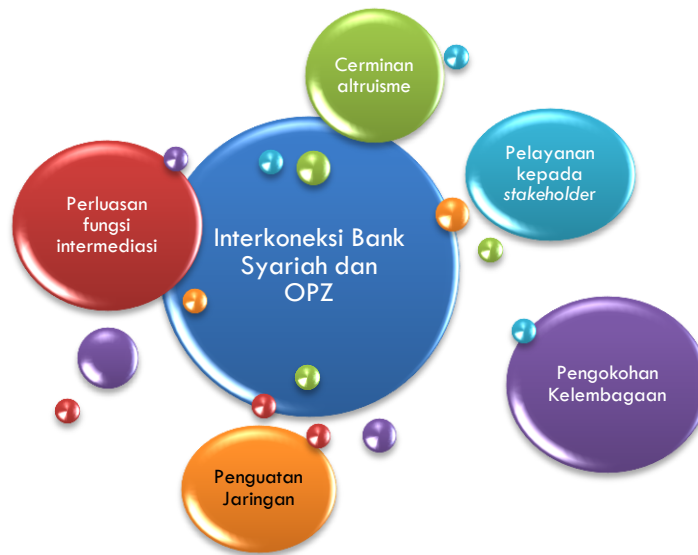 Cerminan
altruisme
Pelayanan
kepada
stakeholder
Perluasan
fungsi
intermediasi
Interkoneksi Bank
Syariah dan
OPZ
Pengokohan
Kelembagaan
Penguatan
Jaringan